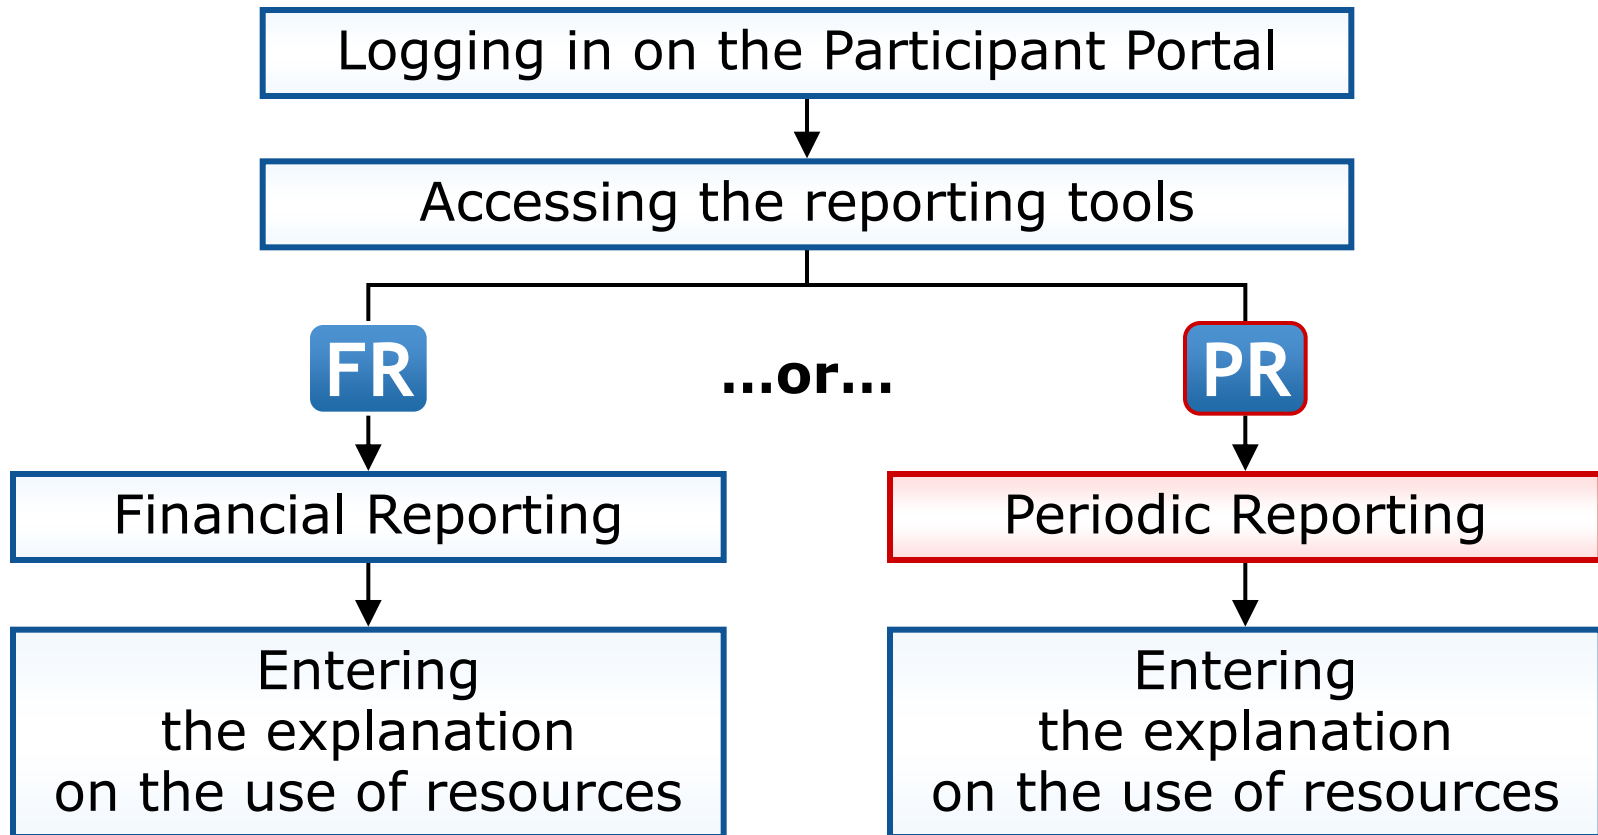 Logging in on the Participant Portal
Accessing the reporting tools
FR
...or...
PR
Financial Reporting
Periodic Reporting
Entering
the explanation
on the use of resources
Entering
the explanation
on the use of resources